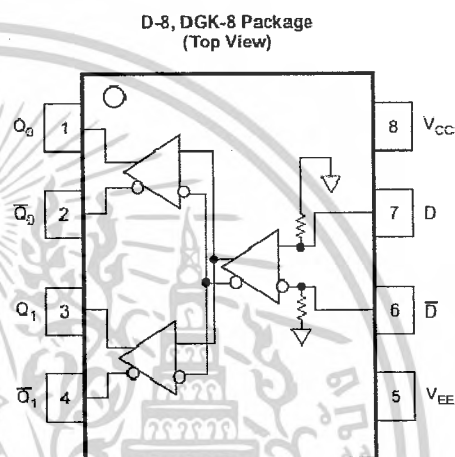 D-8, DGK-8 Package
(Top View)
Q0 1 8 VCC
Q̅0 2 7 D
Q1 3 6 D̅
Q̅1 4 5 VEE